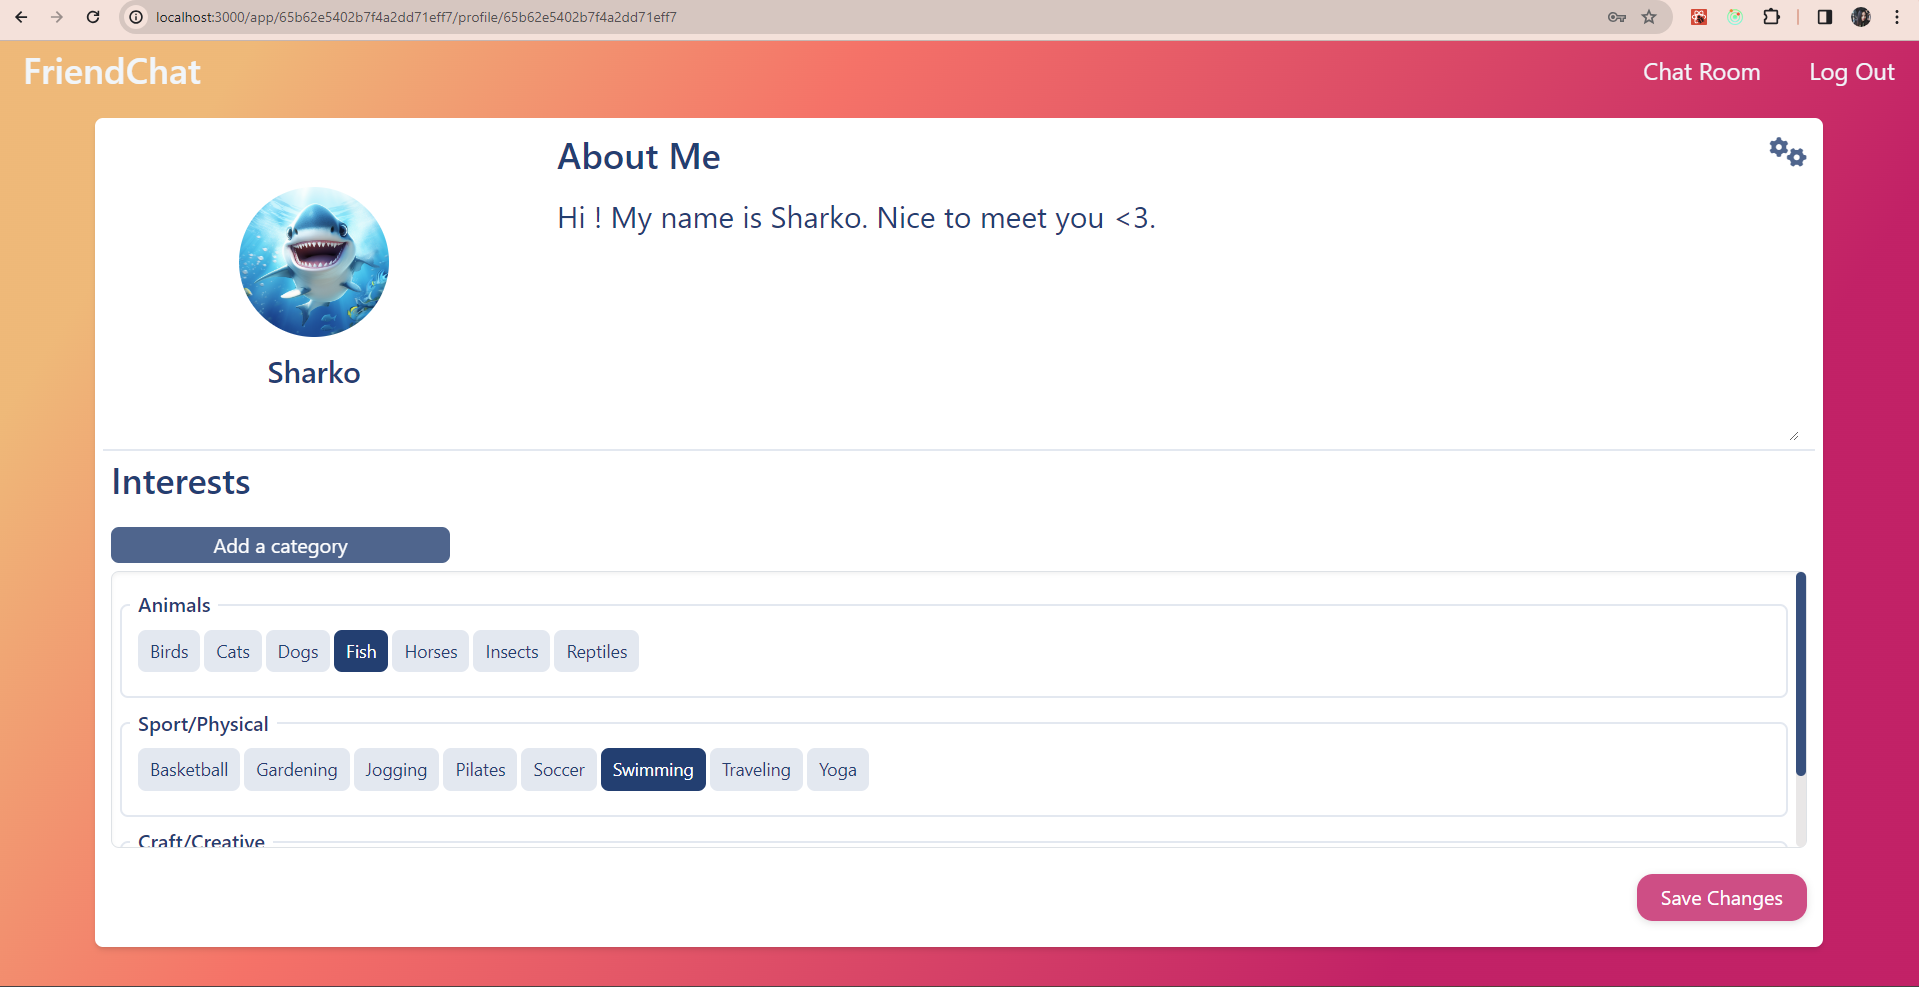 localhost:3000/app/65b62e5402b7f4a2dd71eff7/profile/65b62e5402b7f4a2dd71eff7
FriendChat
Chat Room
Log Out
About Me
Hi ! My name is Sharko. Nice to meet you <3.
Sharko
Interests
Add a category
Animals
Birds Cats Dogs Fish Horses Insects Reptiles
Sport/Physical
Basketball Gardening Jogging Pilates Soccer Swimming Traveling Yoga
Craft/Creative
Save Changes